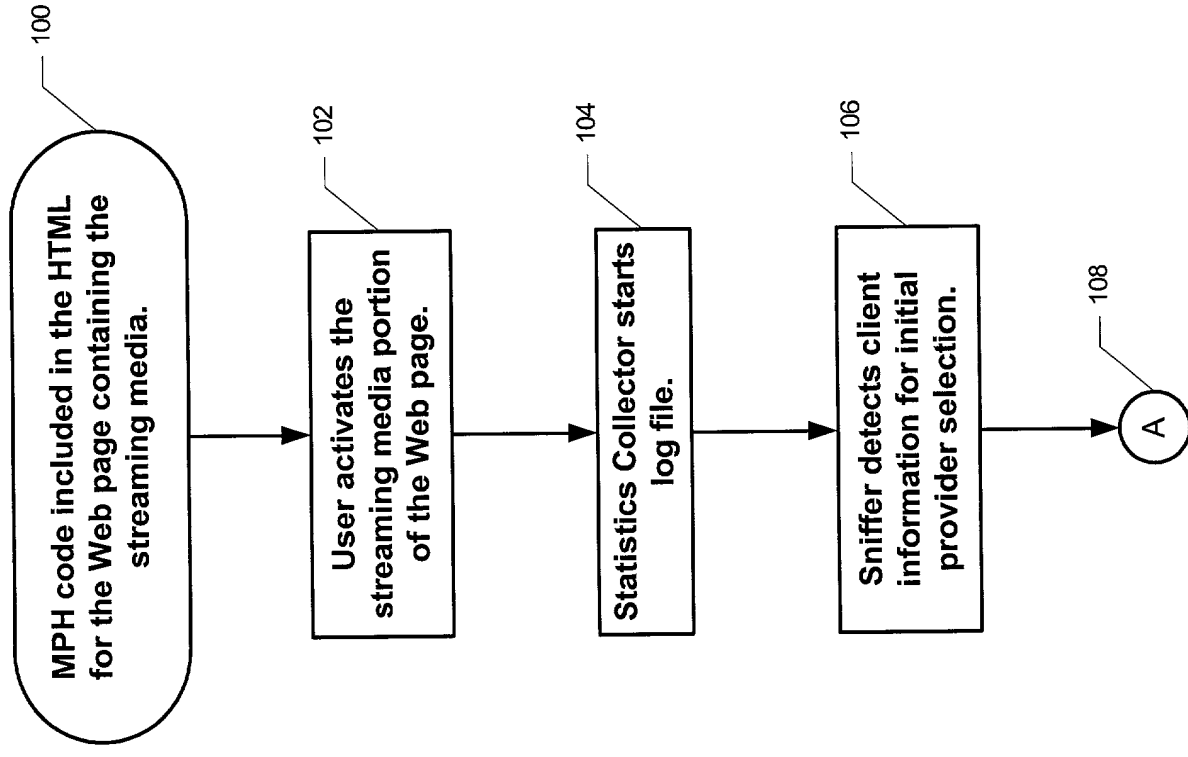 MPH code included in the HTML
for the Web page containing the
streaming media.
100
User activates the
streaming media portion
of the Web page.
102
Statistics Collector starts
log file.
104
Sniffer detects client
information for initial
provider selection.
106
A
108